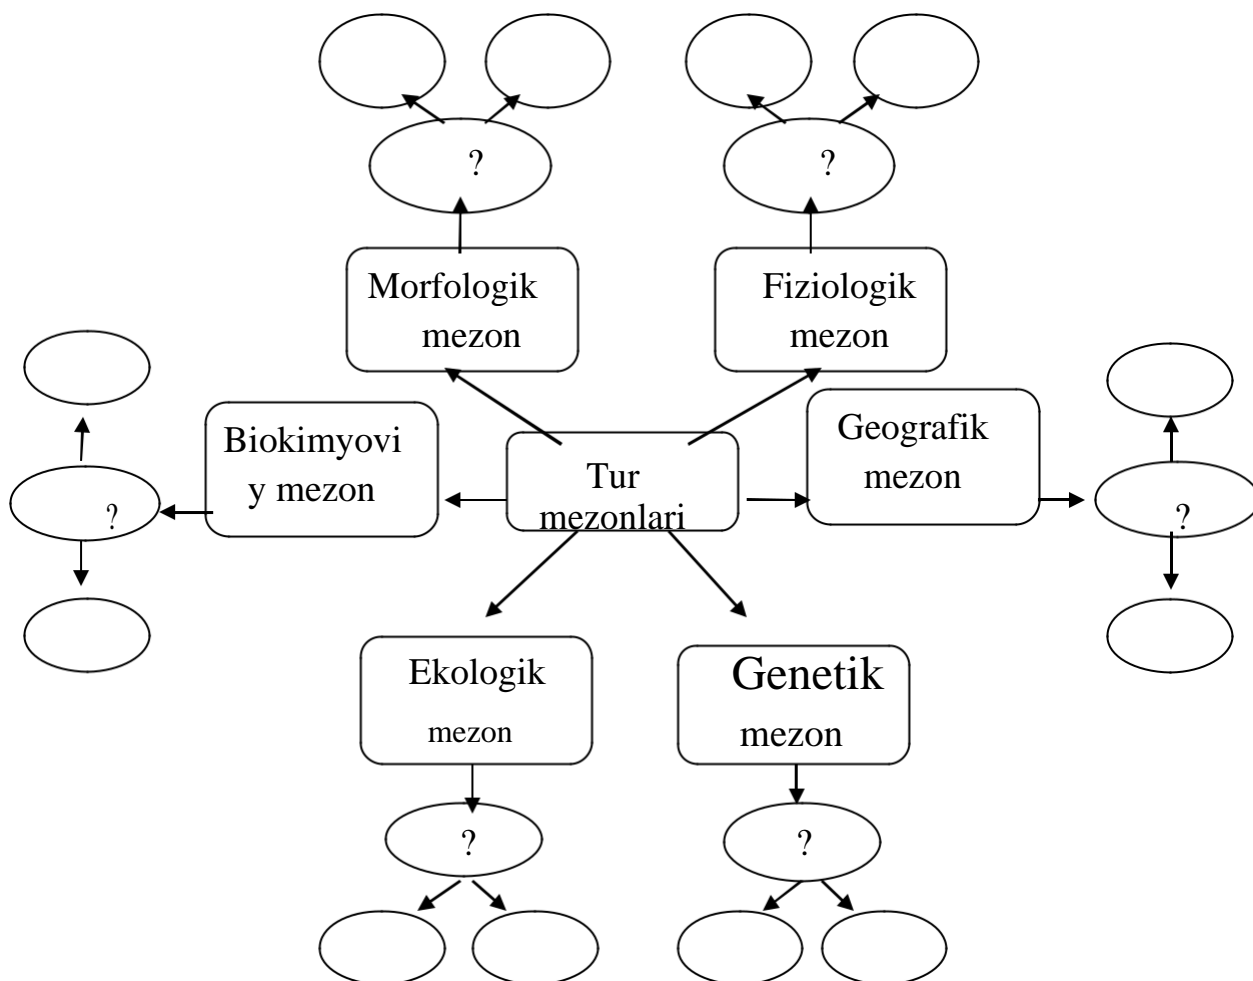 ?
?
Morfologik
mezon
Fiziologik
mezon
Biokimyovi
y mezon
Tur
mezonlari
Geografik
mezon
?
?
Ekologik
mezon
Genetik
mezon
?
?